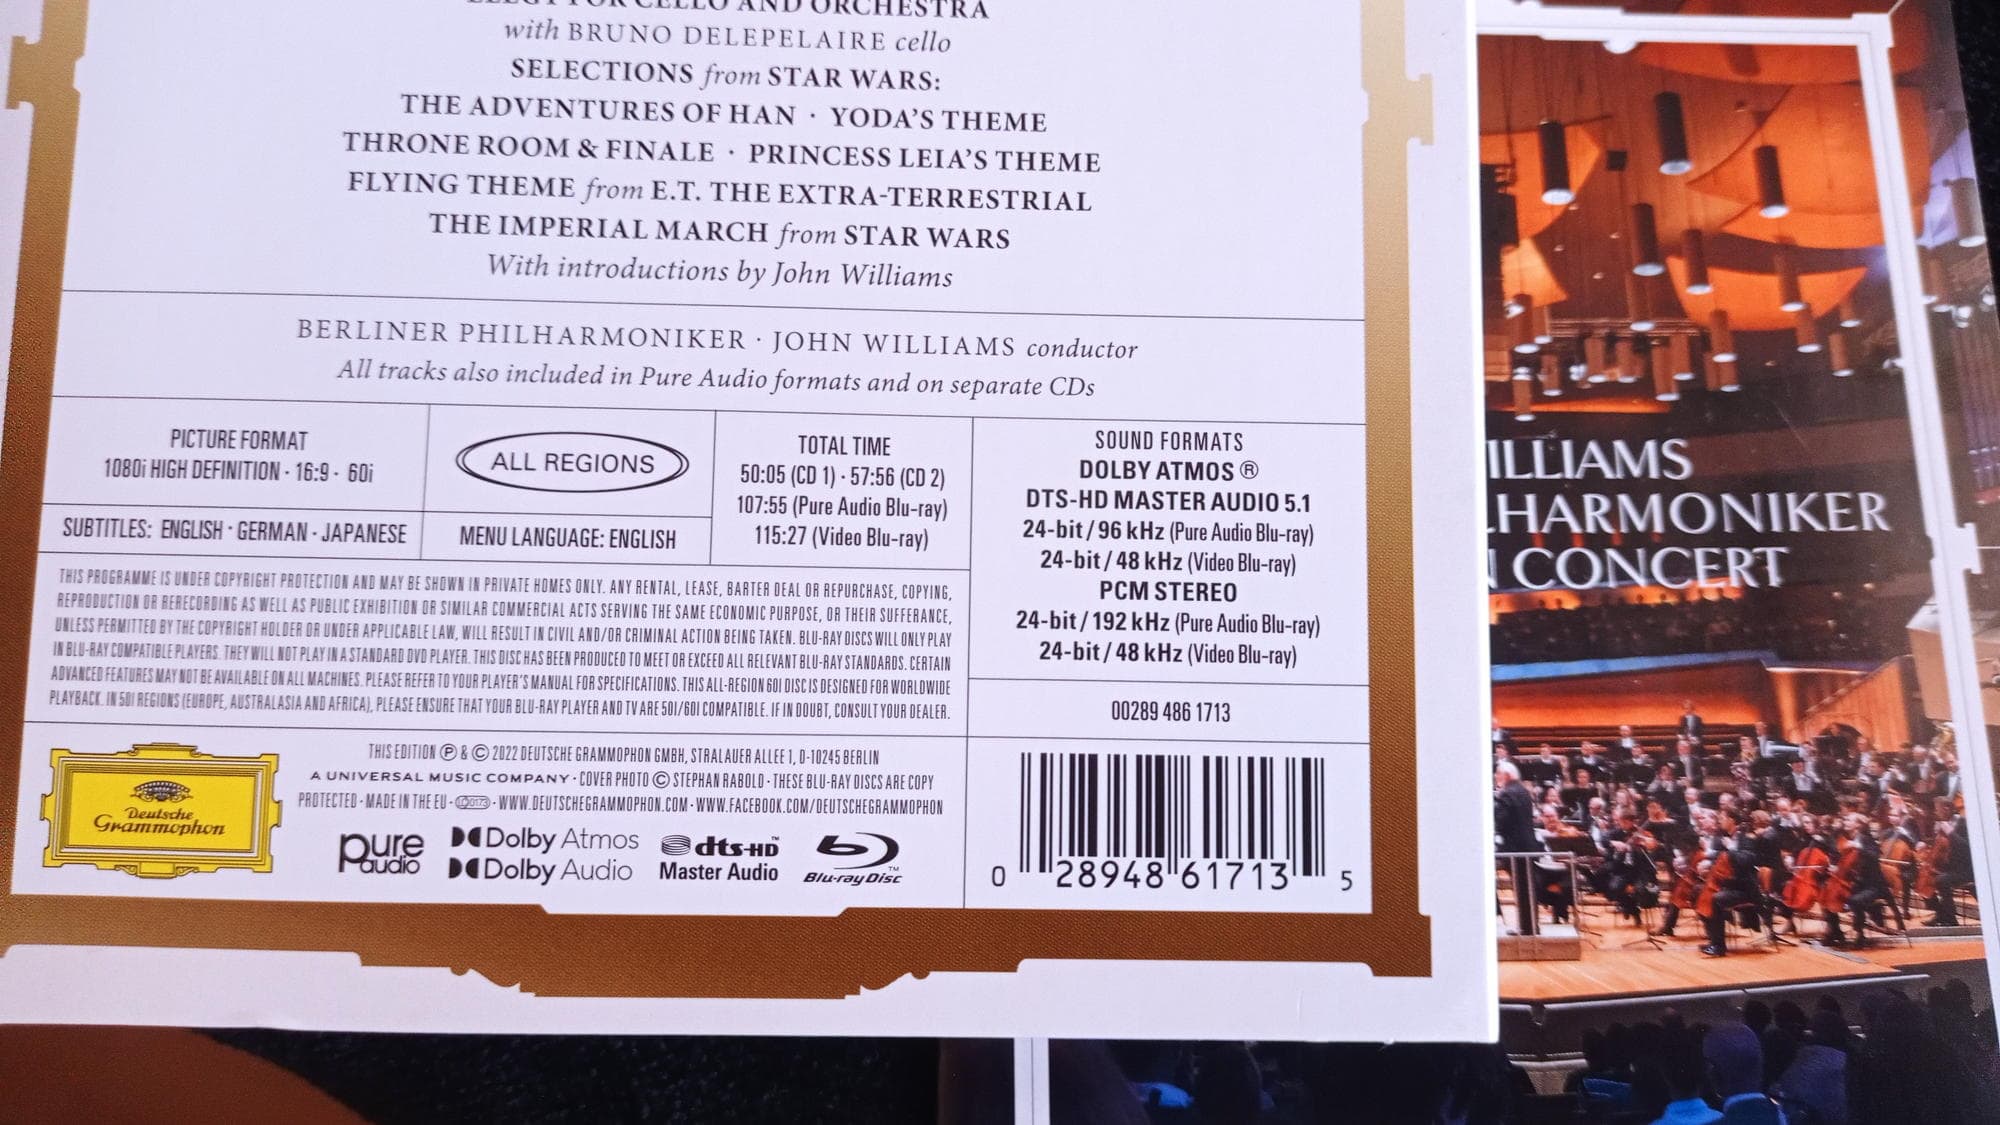 ELEGY FOR CELLO AND ORCHESTRA
with BRUNO DELEPELAIRE cello
SELECTIONS from STAR WARS:
THE ADVENTURES OF HAN · YODA'S THEME
THRONE ROOM & FINALE · PRINCESS LEIA'S THEME
FLYING THEME from E.T. THE EXTRA-TERRESTRIAL
THE IMPERIAL MARCH from STAR WARS
With introductions by John Williams
BERLINER PHILHARMONIKER · JOHN WILLIAMS conductor
All tracks also included in Pure Audio formats and on separate CDs
PICTURE FORMAT
1080i HIGH DEFINITION · 16:9 · 60i
SUBTITLES: ENGLISH · GERMAN · JAPANESE
ALL REGIONS
MENU LANGUAGE: ENGLISH
TOTAL TIME
50:05 (CD 1) · 57:56 (CD 2)
107:55 (Pure Audio Blu-ray)
115:27 (Video Blu-ray)
SOUND FORMATS
DOLBY ATMOS ®
DTS-HD MASTER AUDIO 5.1
24-bit / 96 kHz (Pure Audio Blu-ray)
24-bit / 48 kHz (Video Blu-ray)
PCM STEREO
24-bit / 192 kHz (Pure Audio Blu-ray)
24-bit / 48 kHz (Video Blu-ray)
THIS PROGRAMME IS UNDER COPYRIGHT PROTECTION AND MAY BE SHOWN IN PRIVATE HOMES ONLY. ANY RENTAL, LEASE, BARTER DEAL OR REPURCHASE, COPYING,
REPRODUCTION OR RERECORDING AS WELL AS PUBLIC EXHIBITION OR SIMILAR COMMERCIAL ACTS SERVING THE SAME ECONOMIC PURPOSE, OR THEIR SUFFERANCE,
UNLESS PERMITTED BY THE COPYRIGHT HOLDER OR UNDER APPLICABLE LAW, WILL RESULT IN CIVIL AND/OR CRIMINAL ACTION BEING TAKEN. BLU-RAY DISCS WILL ONLY PLAY
IN BLU-RAY COMPATIBLE PLAYERS. THEY WILL NOT PLAY IN A STANDARD DVD PLAYER. THIS DISC HAS BEEN PRODUCED TO MEET OR EXCEED ALL RELEVANT BLU-RAY STANDARDS. CERTAIN
ADVANCED FEATURES MAY NOT BE AVAILABLE ON ALL MACHINES. PLEASE REFER TO YOUR PLAYER'S MANUAL FOR SPECIFICATIONS. THIS ALL-REGION 60I DISC IS DESIGNED FOR WORLDWIDE
PLAYBACK. IN 50I REGIONS (EUROPE, AUSTRALASIA AND AFRICA), PLEASE ENSURE THAT YOUR BLU-RAY PLAYER AND TV ARE 50I/60I COMPATIBLE. IF IN DOUBT, CONSULT YOUR DEALER.
00289 486 1713
Deutsche
Grammophon
THIS EDITION Ⓟ & © 2022 DEUTSCHE GRAMMOPHON GMBH, STRALAUER ALLEE 1, D-10245 BERLIN
A UNIVERSAL MUSIC COMPANY · COVER PHOTO © STEPHAN RABOLD · THESE BLU-RAY DISCS ARE COPY
PROTECTED · MADE IN THE EU · LC 0173 · WWW.DEUTSCHEGRAMMOPHON.COM · WWW.FACEBOOK.COM/DEUTSCHEGRAMMOPHON
pure
audio
Dolby Atmos
Dolby Audio
dts-HD™
Master Audio
Blu-ray Disc™
0 28948 61713 5
ILLIAMS
LHARMONIKER
N CONCERT